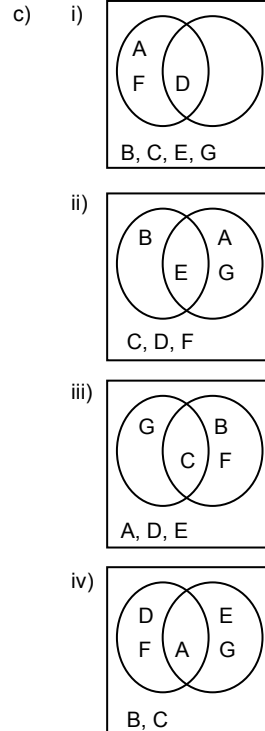 c) i)
A
F D
B, C, E, G
ii)
B A
E G
C, D, F
iii)
G B
C F
A, D, E
iv)
D E
F A G
B, C